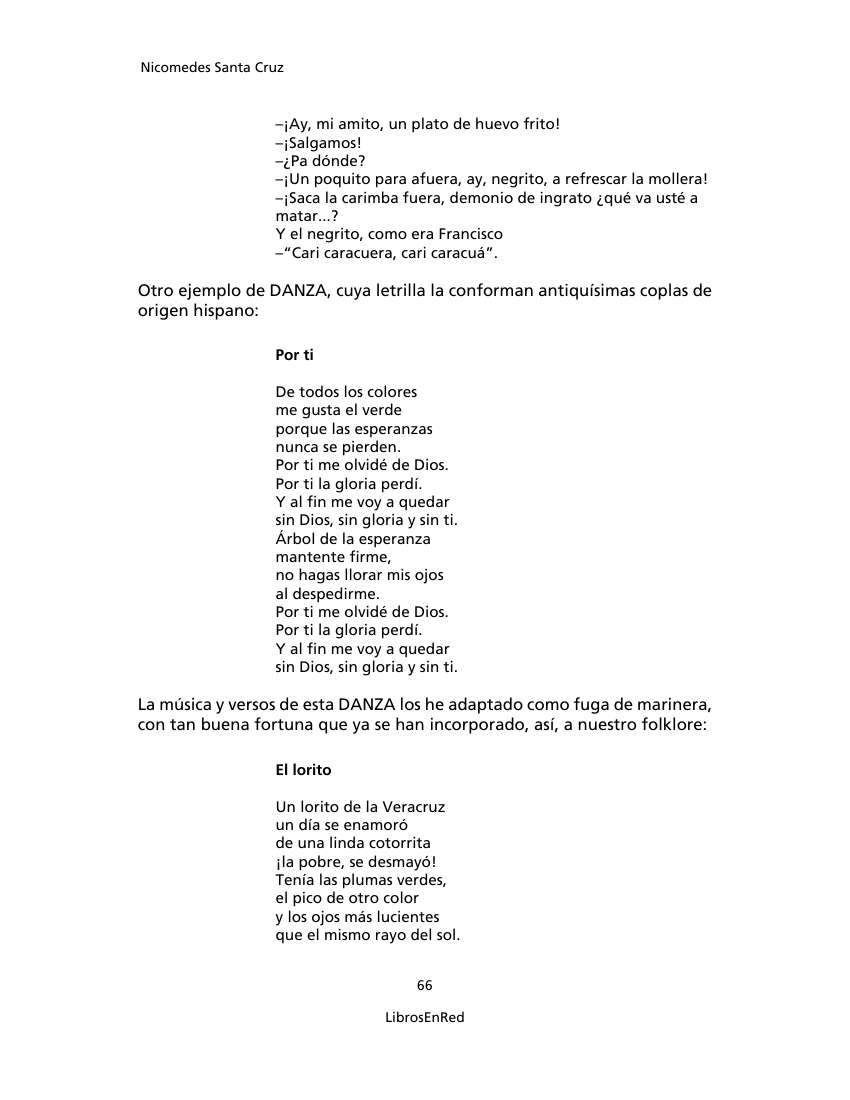 Nicomedes Santa Cruz
–¡Ay, mi amito, un plato de huevo frito!
–¡Salgamos!
–¿Pa dónde?
–¡Un poquito para afuera, ay, negrito, a refrescar la mollera!
–¡Saca la carimba fuera, demonio de ingrato ¿qué va usté a
matar...?
Y el negrito, como era Francisco
–“Cari caracuera, cari caracuá”.
Otro ejemplo de DANZA, cuya letrilla la conforman antiquísimas coplas de
origen hispano:
Por ti
De todos los colores
me gusta el verde
porque las esperanzas
nunca se pierden.
Por ti me olvidé de Dios.
Por ti la gloria perdí.
Y al fin me voy a quedar
sin Dios, sin gloria y sin ti.
Árbol de la esperanza
mantente firme,
no hagas llorar mis ojos
al despedirme.
Por ti me olvidé de Dios.
Por ti la gloria perdí.
Y al fin me voy a quedar
sin Dios, sin gloria y sin ti.
La música y versos de esta DANZA los he adaptado como fuga de marinera,
con tan buena fortuna que ya se han incorporado, así, a nuestro folklore:
El lorito
Un lorito de la Veracruz
un día se enamoró
de una linda cotorrita
¡la pobre, se desmayó!
Tenía las plumas verdes,
el pico de otro color
y los ojos más lucientes
que el mismo rayo del sol.
66
LibrosEnRed